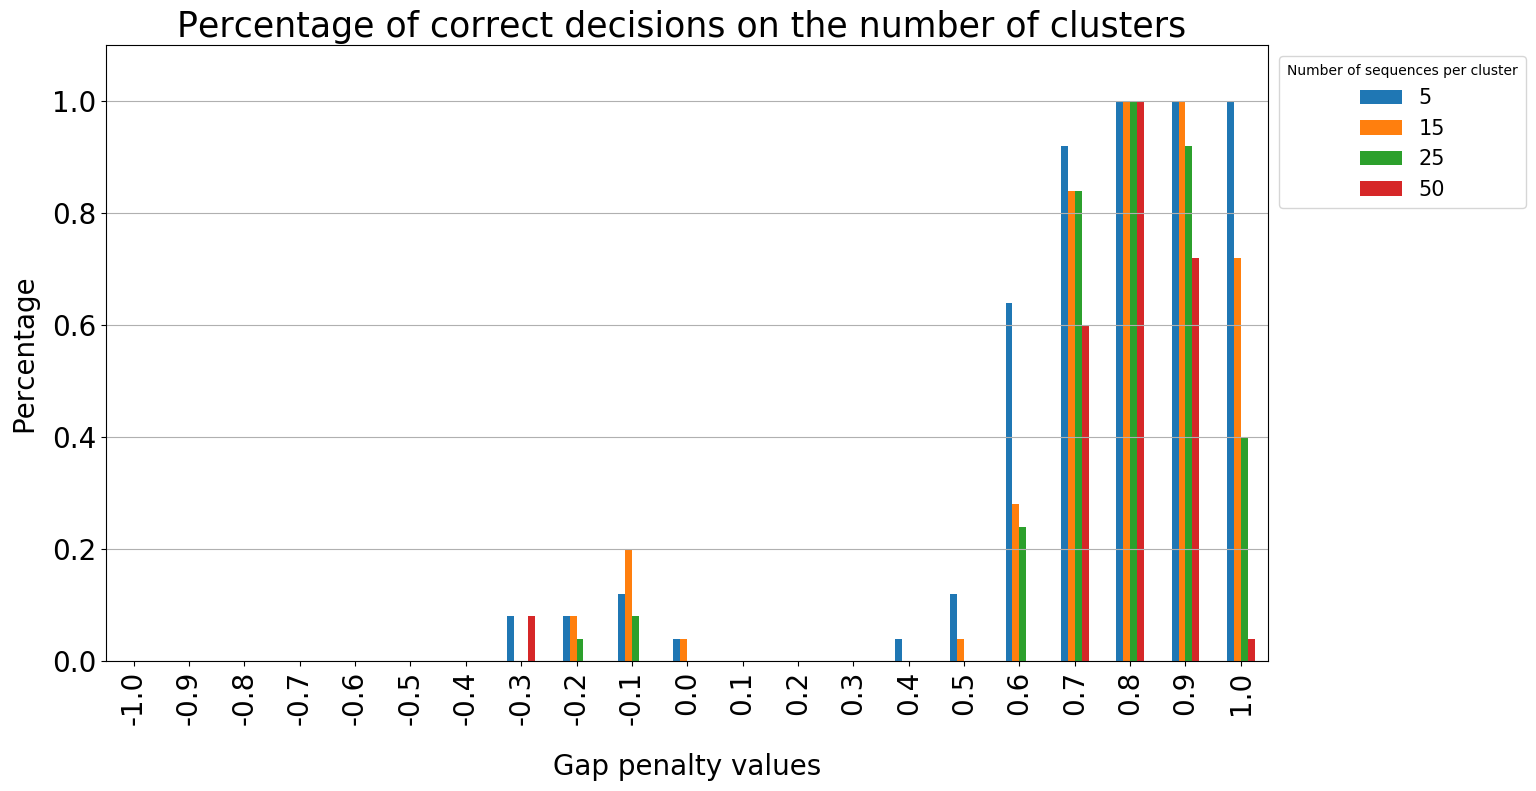 Percentage of correct decisions on the number of clusters
Number of sequences per cluster
5
15
25
50
Percentage
1.0
0.8
0.6
0.4
0.2
0.0
-1.0 -0.9 -0.8 -0.7 -0.6 -0.5 -0.4 -0.3 -0.2 -0.1 0.0 0.1 0.2 0.3 0.4 0.5 0.6 0.7 0.8 0.9 1.0
Gap penalty values